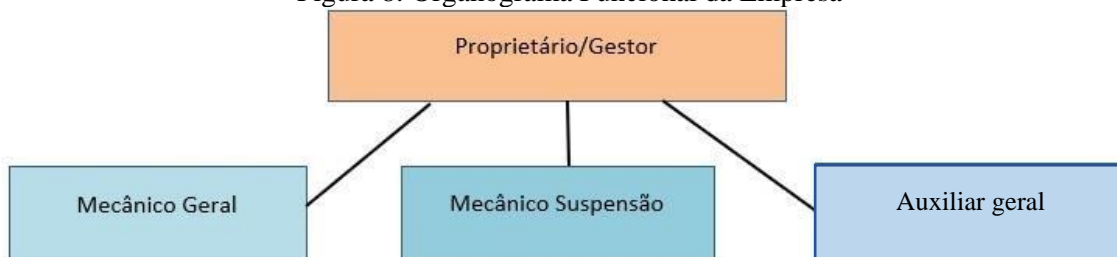 Proprietário/Gestor
Mecânico Geral
Mecânico Suspensão
Auxiliar geral